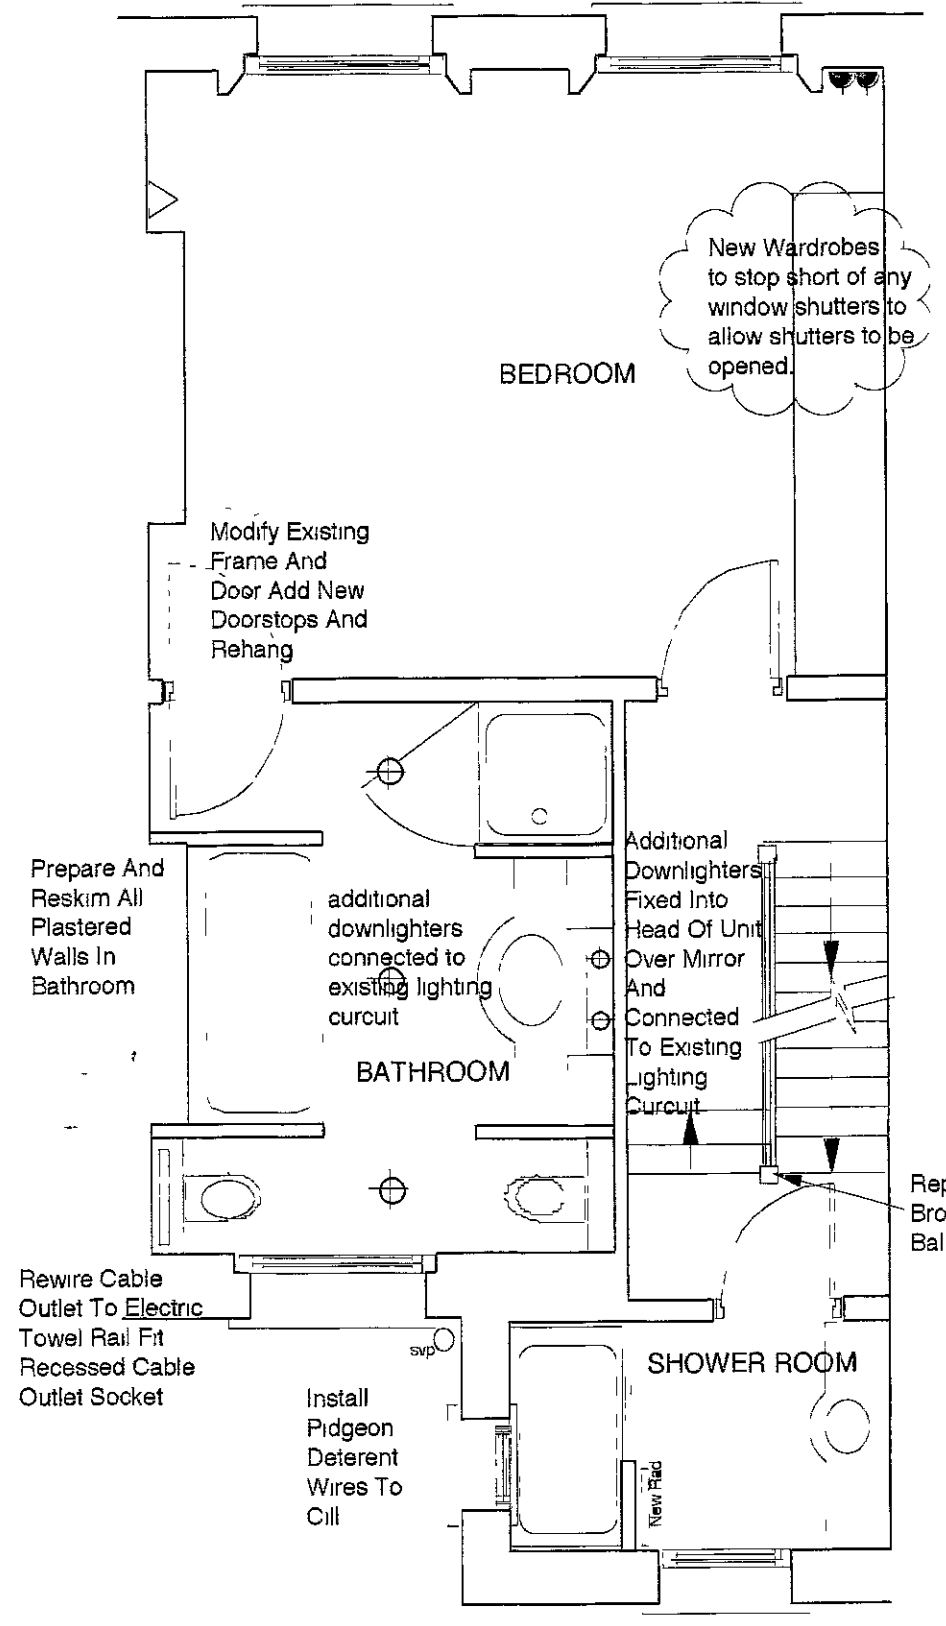 New Wardrobes
to stop short of any
window shutters to
allow shutters to be
opened.
BEDROOM
Modify Existing
Frame And
Door Add New
Doorstops And
Rehang
Prepare And
Reskim All
Plastered
Walls In
Bathroom
additional
downlighters
connected to
existing lighting
curcuit
BATHROOM
Additional
Downlighters
Fixed Into
Head Of Unit
Over Mirror
And
Connected
To Existing
Lighting
Curcuit
Rep
Bro
Bal
Rewire Cable
Outlet To Electric
Towel Rail Fit
Recessed Cable
Outlet Socket
svp
Install
Pidgeon
Deterent
Wires To
Cill
SHOWER ROOM
New Rad